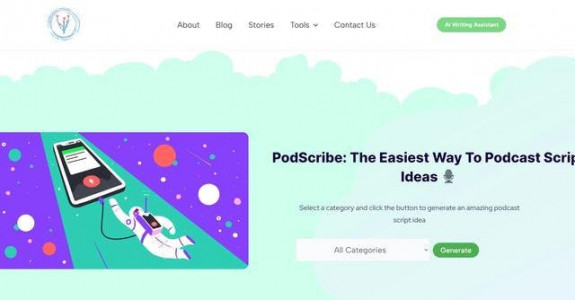 About Blog Stories Tools Contact Us
Ai Writing Assistant
PodScribe: The Easiest Way To Podcast Scrip
Ideas
Select a category and click the button to generate an amazing podcast
script idea
All Categories
Generate